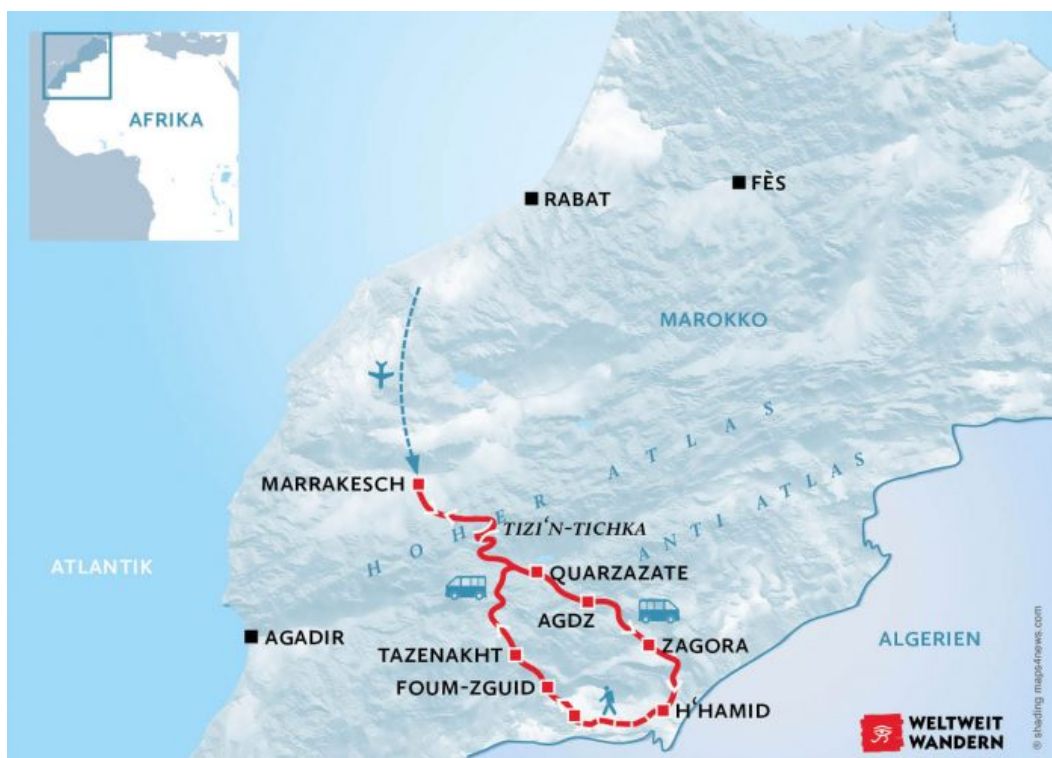 AFRIKA
RABAT
FÈS
MAROKKO
HOHER ATLAS
ANTI ATLAS
MARRAKESCH
TIZI'N-TICHKA
ATLANTIK
QUARZAZATE
AGDZ
AGADIR
ZAGORA
ALGERIEN
TAZENAKHT
FOUM-ZGUID
H'HAMID
WELTWEIT
WANDERN
© shading maps4news.com